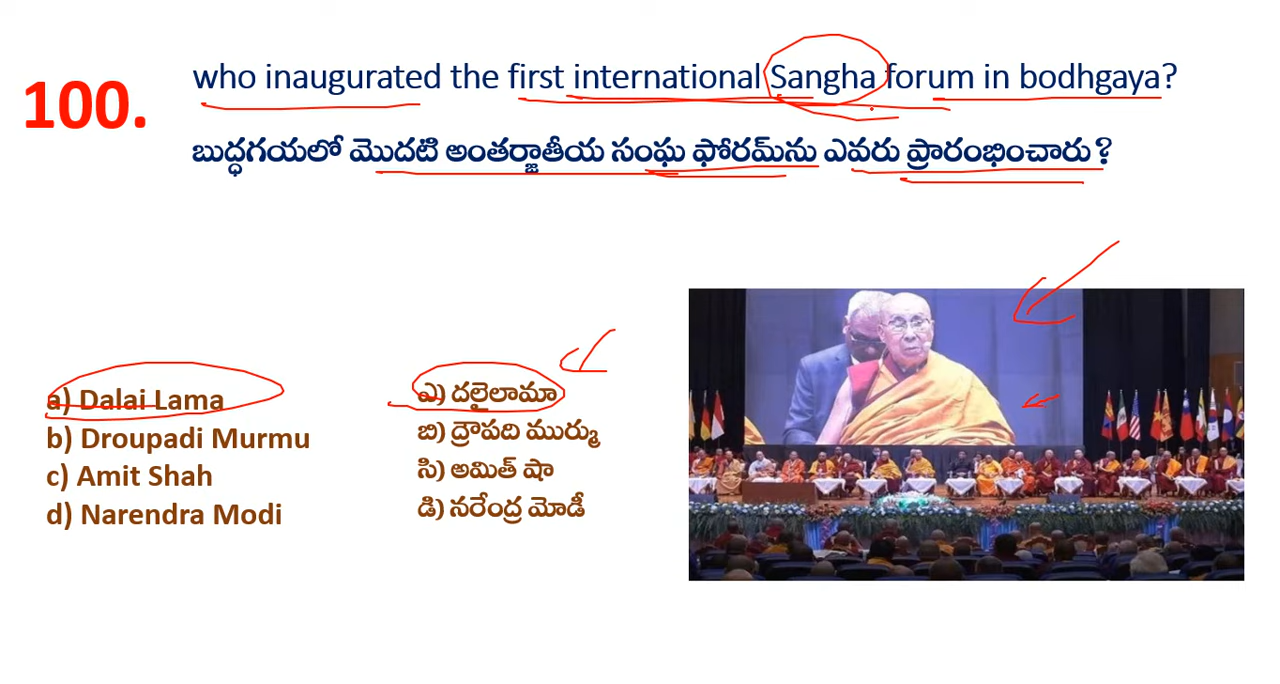 100.
who inaugurated the first international Sangha forum in bodhgaya?
బుద్ధగయలో మొదటి అంతర్జాతీయ సంఘ ఫోరమ్‌ను ఎవరు ప్రారంభించారు?
a) Dalai Lama
b) Droupadi Murmu
c) Amit Shah
d) Narendra Modi
ఎ) దలైలామా
బి) ద్రౌపది ముర్ము
సి) అమిత్ షా
డి) నరేంద్ర మోడీ